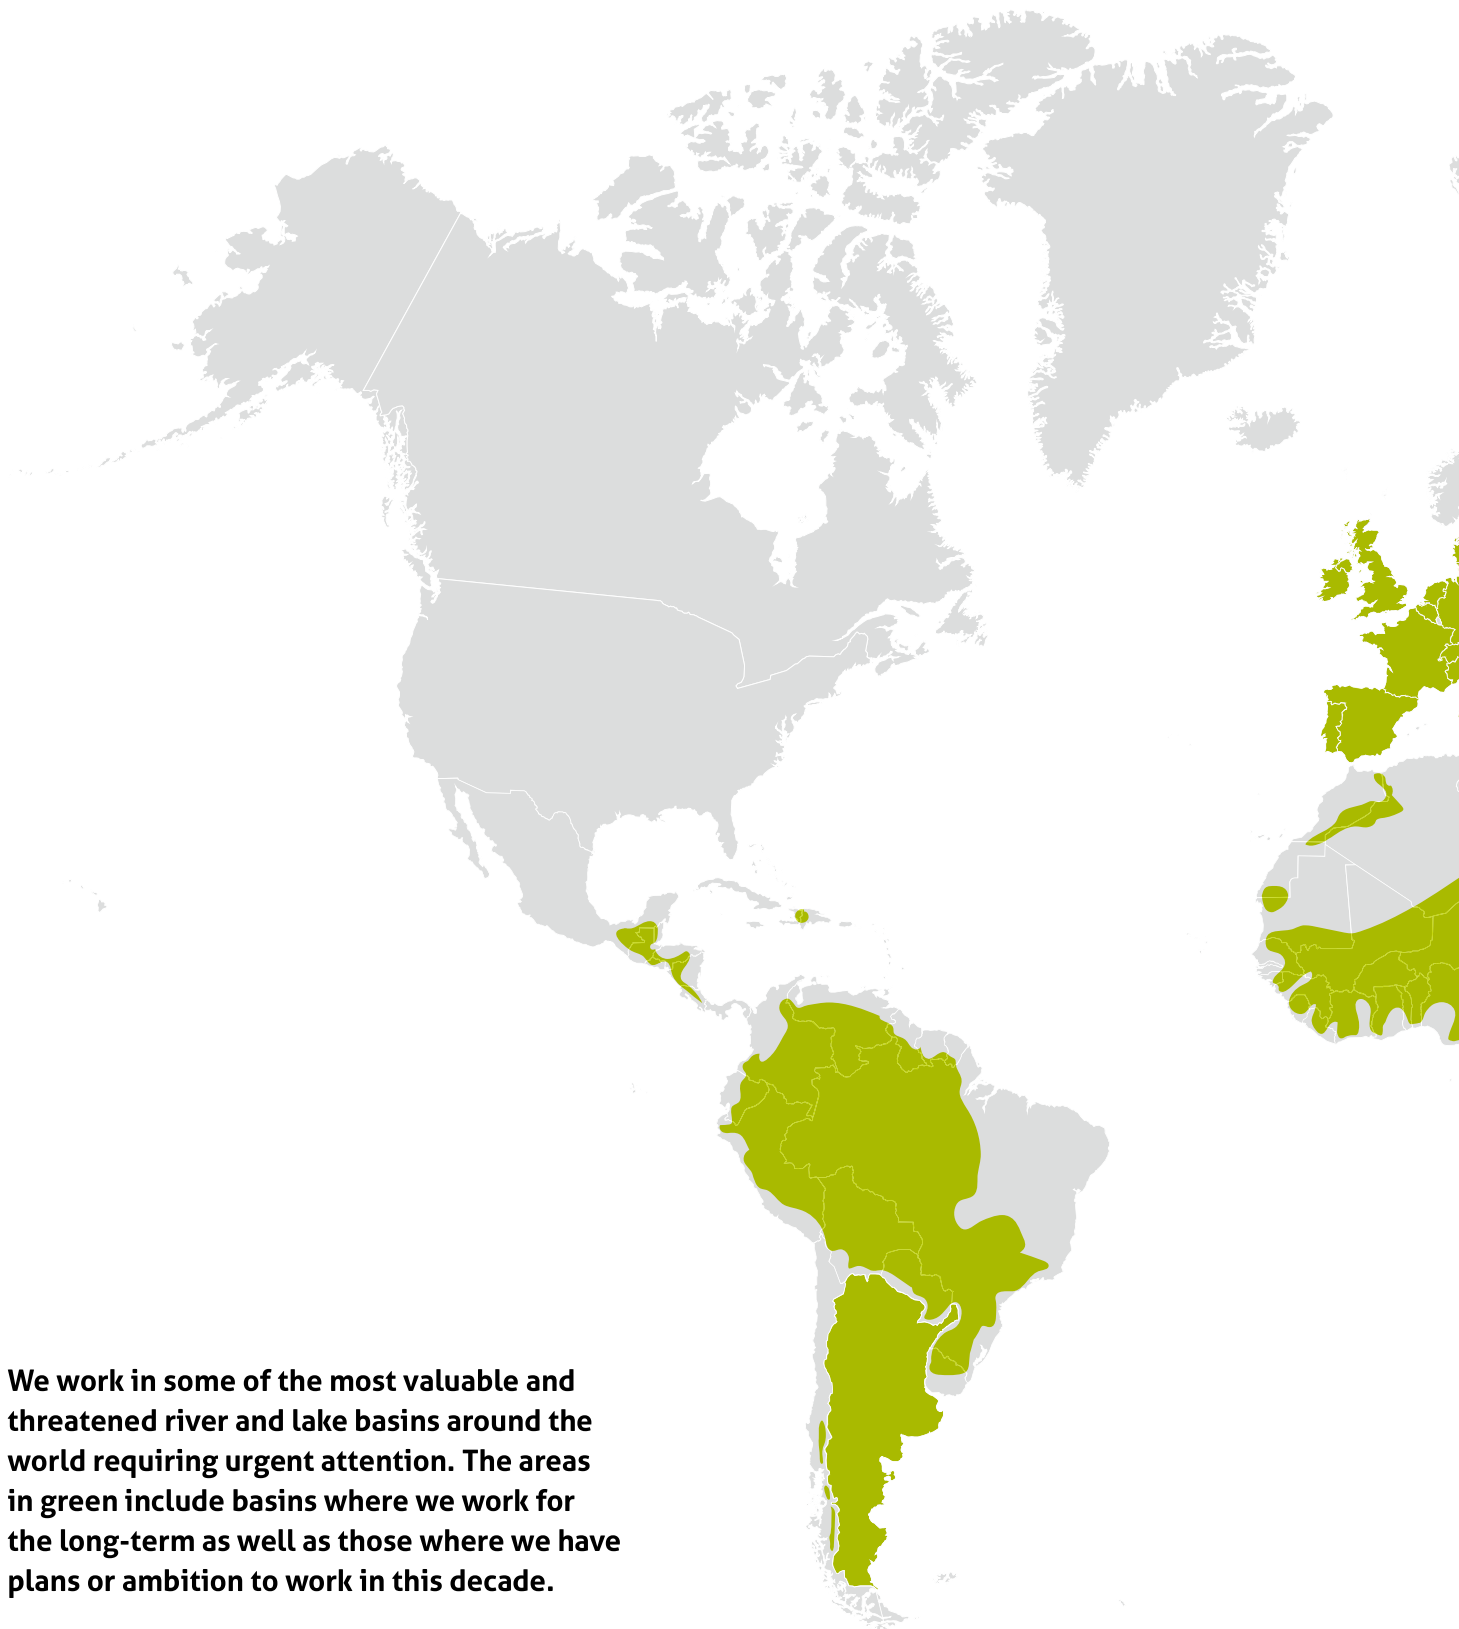 We work in some of the most valuable and
threatened river and lake basins around the
world requiring urgent attention. The areas
in green include basins where we work for
the long-term as well as those where we have
plans or ambition to work in this decade.